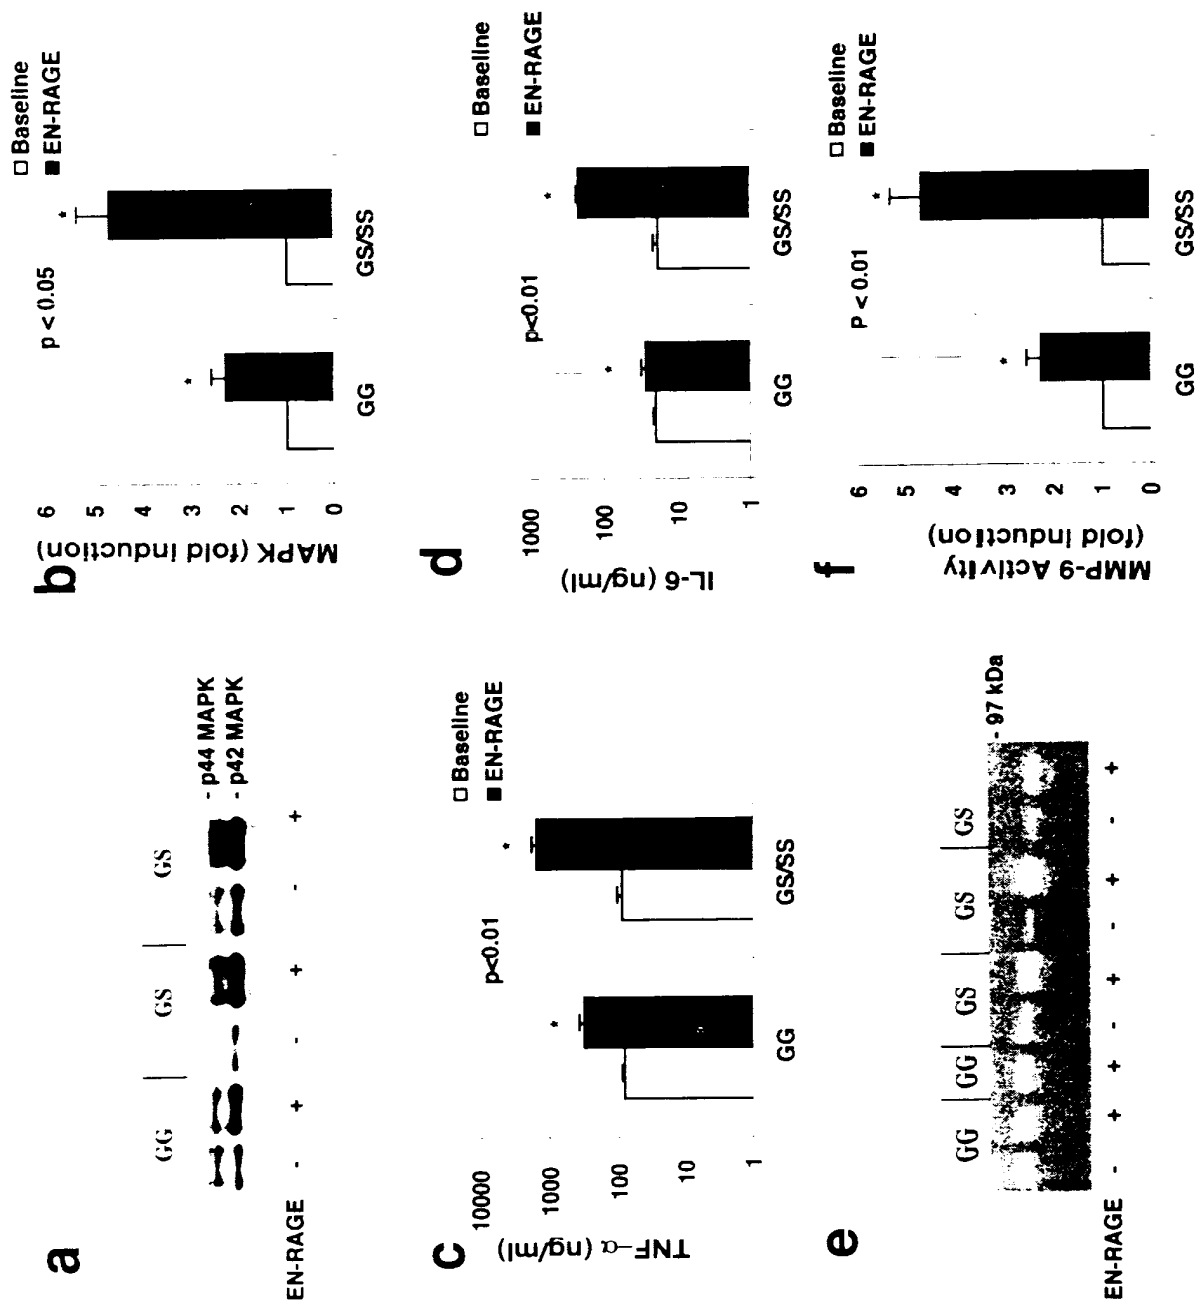 a
GG
GS
GS
- p44 MAPK
- p42 MAPK
EN-RAGE
-
+
-
+
-
+
b
MAPK (fold induction)
6
5
4
3
2
1
0
p < 0.05
Baseline
EN-RAGE
*
*
GG
GS/SS
c
TNF-α (ng/ml)
10000
1000
100
10
1
p<0.01
Baseline
EN-RAGE
*
*
GG
GS/SS
d
IL-6 (ng/ml)
1000
100
10
1
p<0.01
Baseline
EN-RAGE
*
*
GG
GS/SS
e
GG
GG
GS
GS
GS
- 97 kDa
EN-RAGE
-
+
+
-
+
-
+
-
+
f
MMP-9 Activity
(fold induction)
6
5
4
3
2
1
0
P < 0.01
Baseline
EN-RAGE
*
*
GG
GS/SS